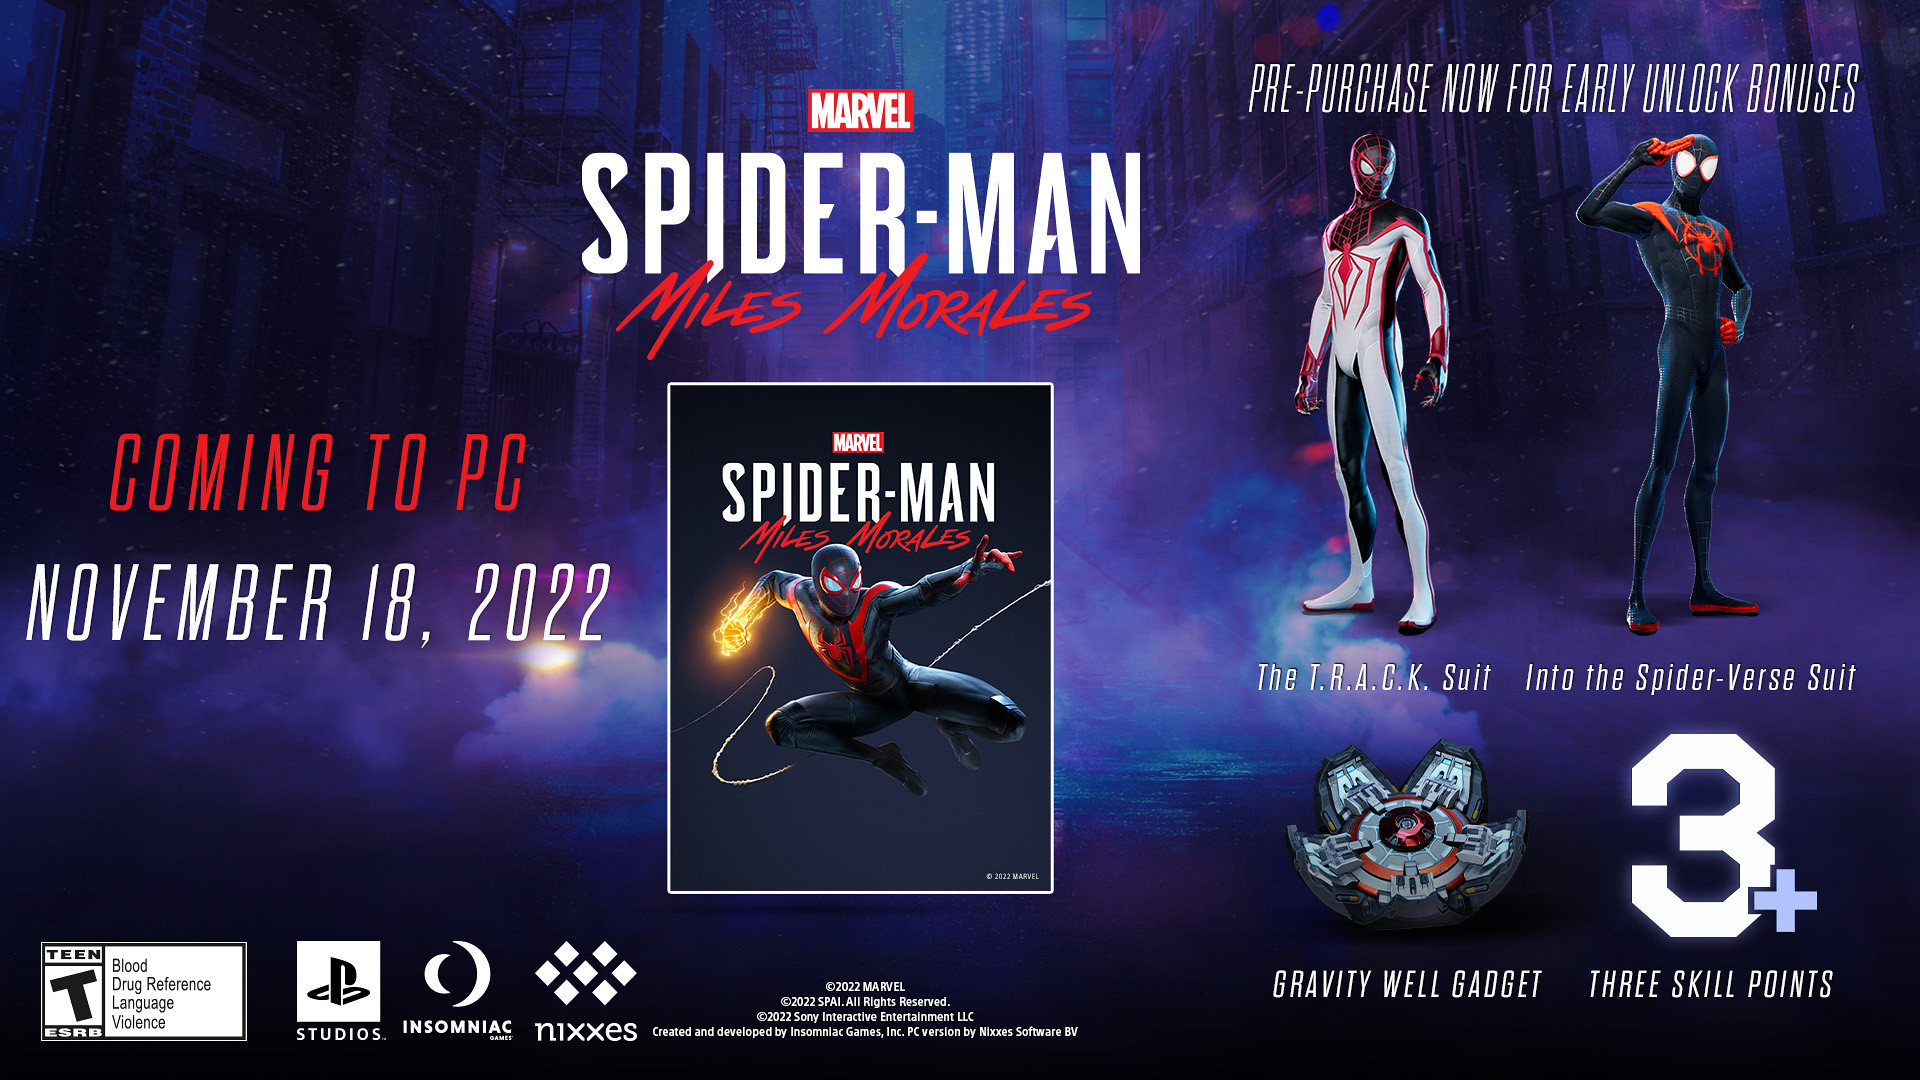 MARVEL
SPIDER-MAN
MILES MORALES
COMING TO PC
NOVEMBER 18, 2022
MARVEL
SPIDER-MAN
MILES MORALES
© 2022 MARVEL
PRE-PURCHASE NOW FOR EARLY UNLOCK BONUSES
The T.R.A.C.K. Suit
Into the Spider-Verse Suit
3+
GRAVITY WELL GADGET
THREE SKILL POINTS
TEEN
T
ESRB
Blood
Drug Reference
Language
Violence
STUDIOS™
INSOMNIAC
GAMES
nixxes
©2022 MARVEL
©2022 SPAI. All Rights Reserved.
©2022 Sony Interactive Entertainment LLC
Created and developed by Insomniac Games, Inc. PC version by Nixxes Software BV